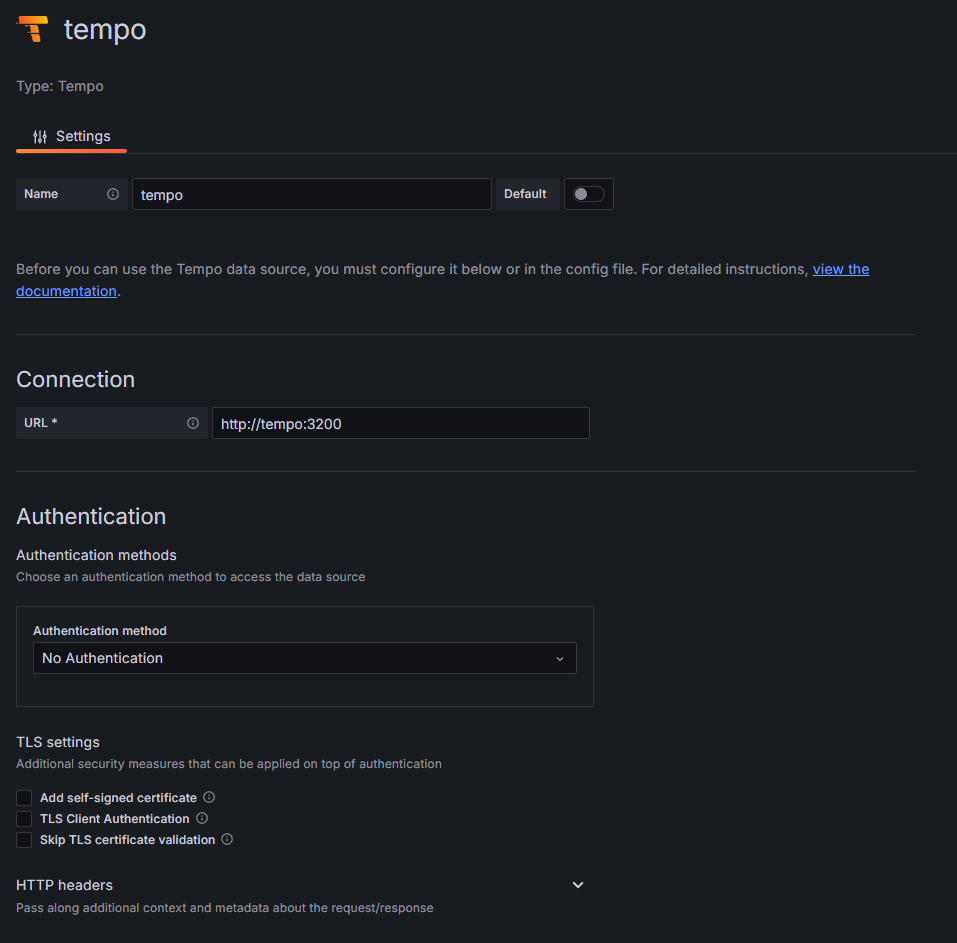 tempo
Type: Tempo
Settings
Name
tempo
Default
Before you can use the Tempo data source, you must configure it below or in the config file. For detailed instructions, view the
documentation.
Connection
URL *
http://tempo:3200
Authentication
Authentication methods
Choose an authentication method to access the data source
Authentication method
No Authentication
TLS settings
Additional security measures that can be applied on top of authentication
Add self-signed certificate
TLS Client Authentication
Skip TLS certificate validation
HTTP headers
Pass along additional context and metadata about the request/response